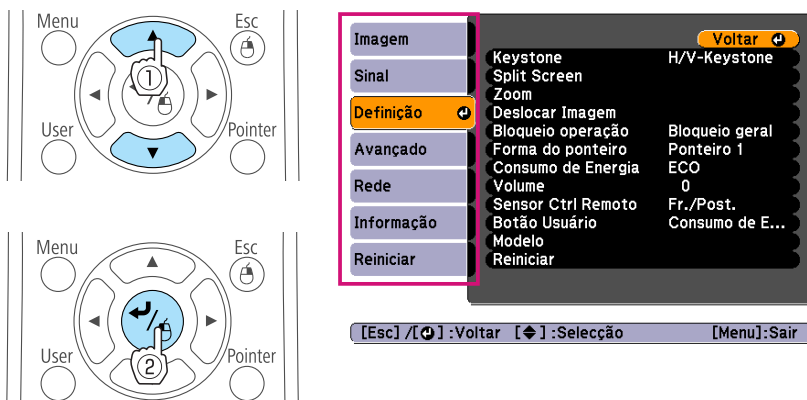 Menu
Esc
1
User
Pointer
Menu
Esc
User
Pointer
2
Imagem
Sinal
Definição
Avançado
Rede
Informação
Reiniciar
Voltar
Keystone H/V-Keystone
Split Screen
Zoom
Deslocar Imagem
Bloqueio operação Bloqueio geral
Forma do ponteiro Ponteiro 1
Consumo de Energia ECO
Volume 0
Sensor Ctrl Remoto Fr./Post.
Botão Usuário Consumo de E...
Modelo
Reiniciar
[Esc] /[ ] :Voltar [ ] :Selecção [Menu]:Sair